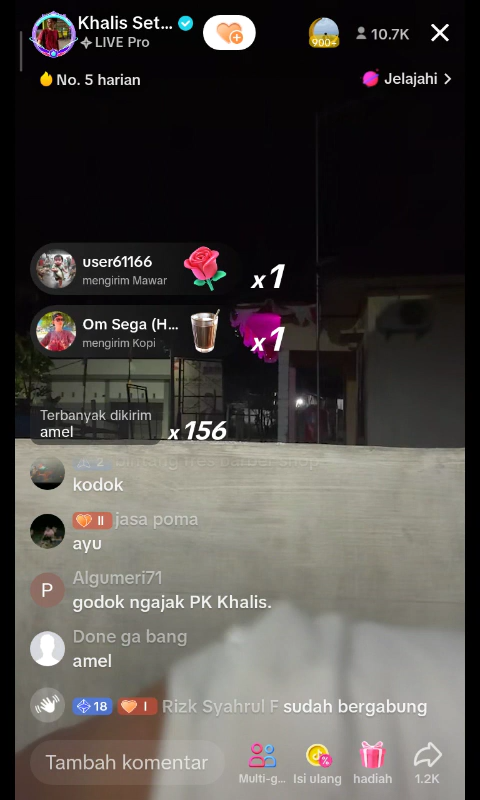 Khalis Set...
LIVE Pro
900
10.7K
No. 5 harian
Jelajahi
user61166
mengirim Mawar
x1
Om Sega (H...
mengirim Kopi
x1
Terbanyak dikirim
amel
x156
kodok
II jasa poma
ayu
P
Algumeri71
godok ngajak PK Khalis.
Done ga bang
amel
18 I Rizk Syahrul F sudah bergabung
Tambah komentar
Multi-g...
Isi ulang
hadiah
1.2K